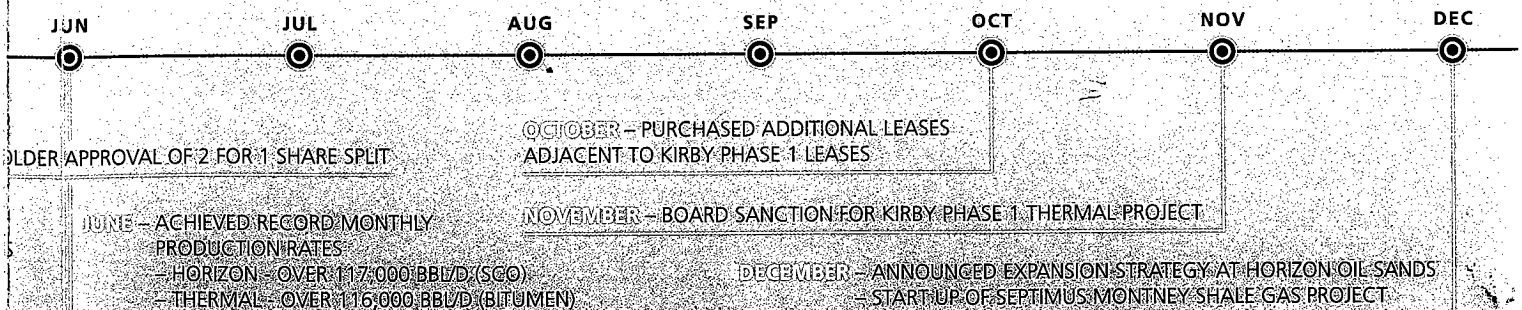 JUN JUL AUG SEP OCT NOV DEC
OCTOBER – PURCHASED ADDITIONAL LEASES
ADJACENT TO KIRBY PHASE 1 LEASES
OLDER APPROVAL OF 2 FOR 1 SHARE SPLIT
JUNE – ACHIEVED RECORD MONTHLY
PRODUCTION RATES
– HORIZON - OVER 117,000 BBL/D (SCO)
– THERMAL - OVER 116,000 BBL/D (BITUMEN)
NOVEMBER – BOARD SANCTION FOR KIRBY PHASE 1 THERMAL PROJECT
DECEMBER – ANNOUNCED EXPANSION STRATEGY AT HORIZON OIL SANDS
– START-UP OF SEPTIMUS MONTNEY SHALE GAS PROJECT